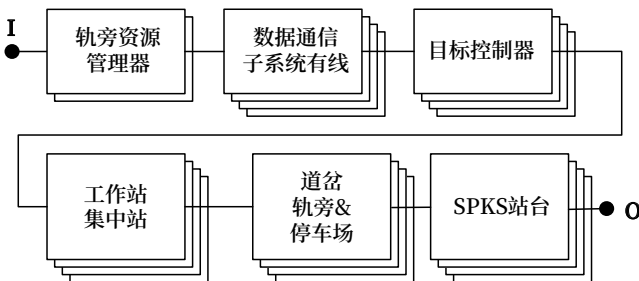 I
轨旁资源
管理器
数据通信
子系统有线
目标控制器
工作站
集中站
道岔
轨旁&
停车场
SPKS站台
O